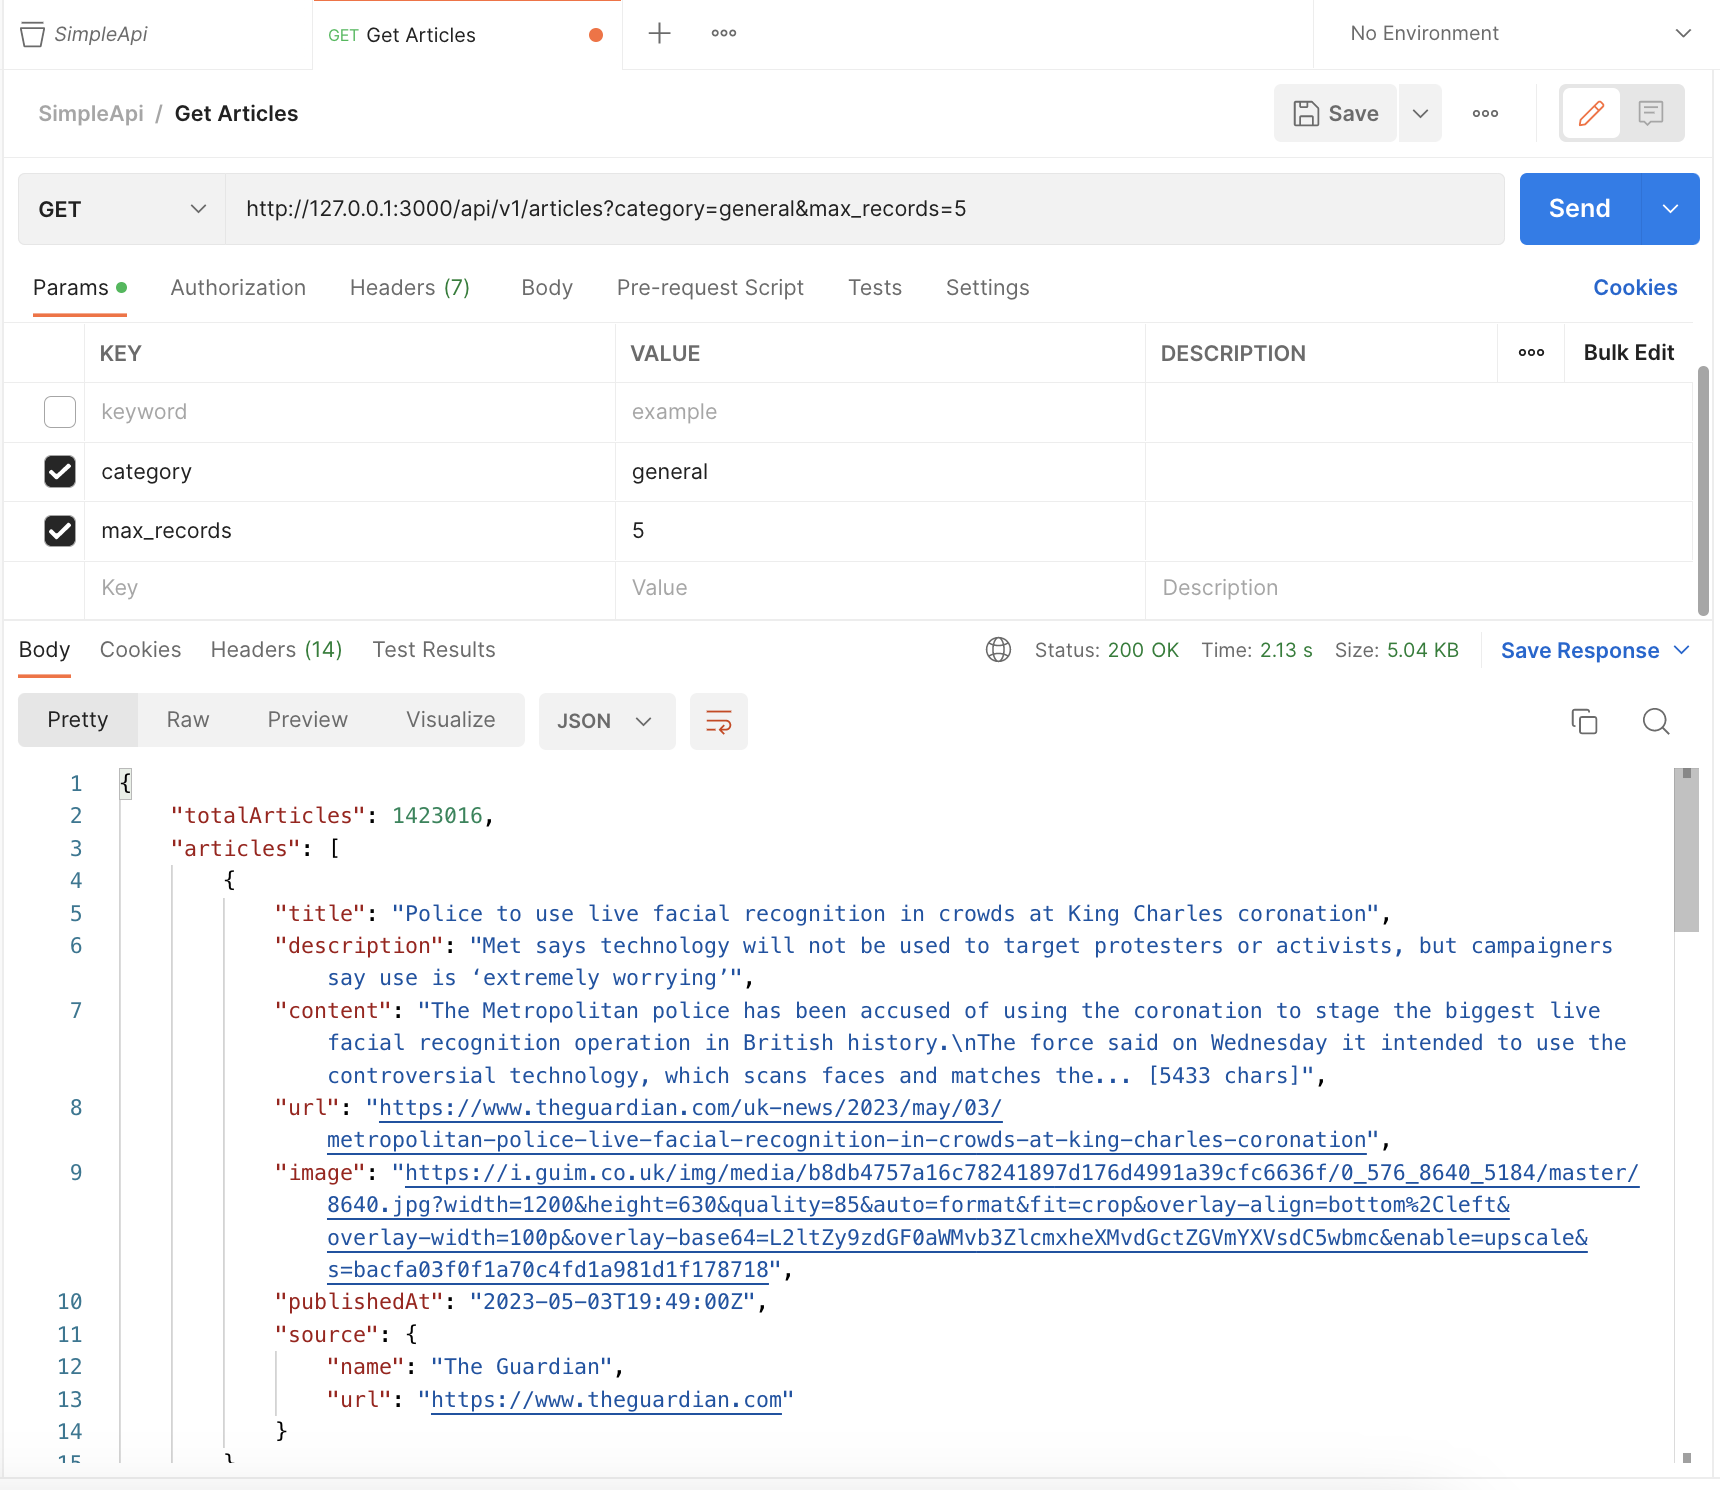 SimpleApi
GET Get Articles
No Environment
SimpleApi / Get Articles
Save
GET
http://127.0.0.1:3000/api/v1/articles?category=general&max_records=5
Send
Params Authorization Headers (7) Body Pre-request Script Tests Settings Cookies
KEY VALUE DESCRIPTION Bulk Edit
keyword example
category general
max_records 5
Key Value Description
Body Cookies Headers (14) Test Results Status: 200 OK Time: 2.13 s Size: 5.04 KB Save Response
Pretty Raw Preview Visualize JSON
1 {
2 "totalArticles": 1423016,
3 "articles": [
4 {
5 "title": "Police to use live facial recognition in crowds at King Charles coronation",
6 "description": "Met says technology will not be used to target protesters or activists, but campaigners
say use is ‘extremely worrying’",
7 "content": "The Metropolitan police has been accused of using the coronation to stage the biggest live
facial recognition operation in British history.\nThe force said on Wednesday it intended to use the
controversial technology, which scans faces and matches the... [5433 chars]",
8 "url": "https://www.theguardian.com/uk-news/2023/may/03/
metropolitan-police-live-facial-recognition-in-crowds-at-king-charles-coronation",
9 "image": "https://i.guim.co.uk/img/media/b8db4757a16c78241897d176d4991a39cfc6636f/0_576_8640_5184/master/
8640.jpg?width=1200&height=630&quality=85&auto=format&fit=crop&overlay-align=bottom%2Cleft&
overlay-width=100p&overlay-base64=L2ltZy9zdGF0aWMvb3ZlcmxheXMvdGctZGVmYXVsdC5wbmc&enable=upscale&
s=bacfa03f0f1a70c4fd1a981d1f178718",
10 "publishedAt": "2023-05-03T19:49:00Z",
11 "source": {
12 "name": "The Guardian",
13 "url": "https://www.theguardian.com"
14 }
15 }